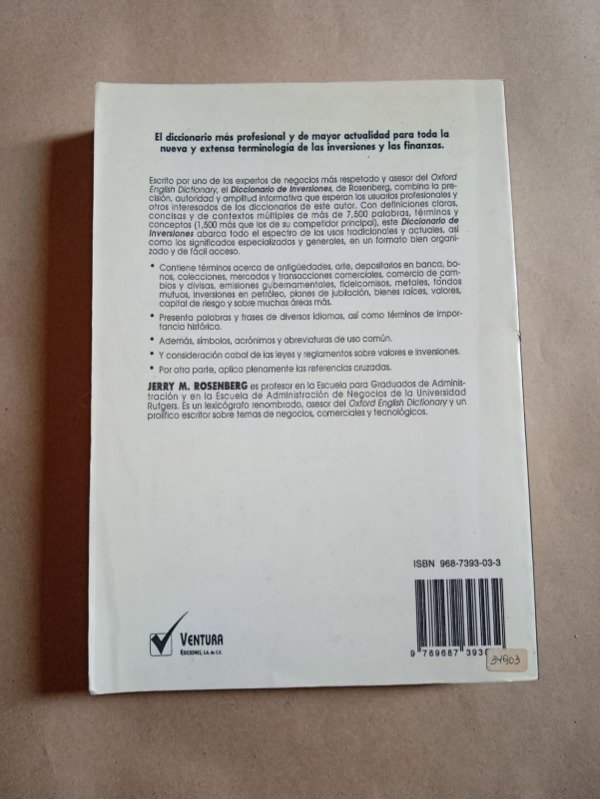 El diccionario más profesional y de mayor actualidad para toda la
nueva y extensa terminología de las inversiones y las finanzas.
Escrito por uno de los expertos de negocios más respetado y asesor del Oxford
English Dictionary, el Diccionario de Inversiones, de Rosenberg, combina la pre-
cisión, autoridad y amplitud informativa que esperan los usuarios profesionales y
otros interesados de los diccionarios de este autor. Con definiciones claras,
concisas y de contextos múltiples de más de 7,500 palabras, términos y
conceptos (1,500 más que los de su competidor principal), este Diccionario de
Inversiones abarca todo el espectro de los usos tradicionales y actuales, así
como los significados especializados y generales, en un formato bien organi-
zado y de fácil acceso.
• Contiene términos acerca de antigüedades, arte, depositarios en banco, bo-
nos, colecciones, mercados y transacciones comerciales, comercio de cam-
bios y divisas, emisiones gubernamentales, fideicomisos, metales, fondos
mutuos, inversiones en petróleo, planes de jubilación, bienes raíces, valores,
capital de riesgo y sobre muchas áreas más.
• Presenta palabras y frases de diversos idiomas, así como términos de impor-
tancia histórica.
• Además, símbolos, acrónimos y abreviaturas de uso común.
• Y consideración cabal de las leyes y reglamentos sobre valores e inversiones.
• Por otra parte, aplica plenamente las referencias cruzadas.
JERRY M. ROSENBERG es profesor en la Escuela para Graduados de Adminis-
tración y en la Escuela de Administración de Negocios de la Universidad
Rutgers. Es un lexicógrafo renombrado, asesor del Oxford English Dictionary y un
prolífico escritor sobre temas de negocios, comerciales y tecnológicos.
ISBN 968-7393-03-3
VENTURA
EDICIONES, S.A. de C.V.
9 789687 393